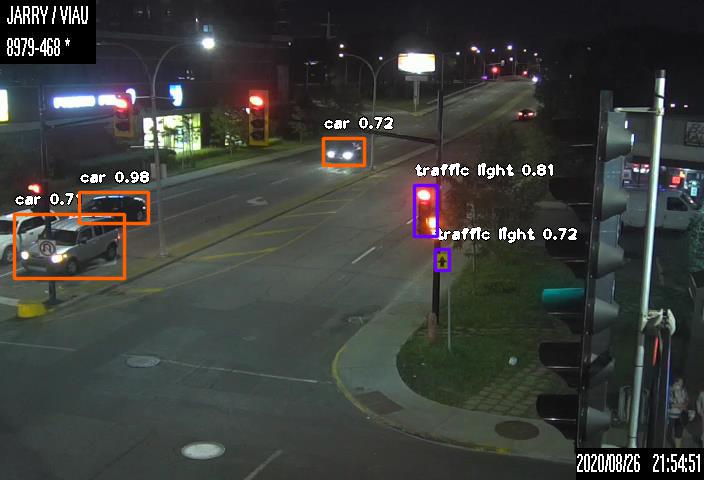 JARRY / VIAU
8979-468 *
car 0.72
traffic light 0.81
car 0.98
car 0.7
traffic light 0.72
2020/08/26 21:54:51